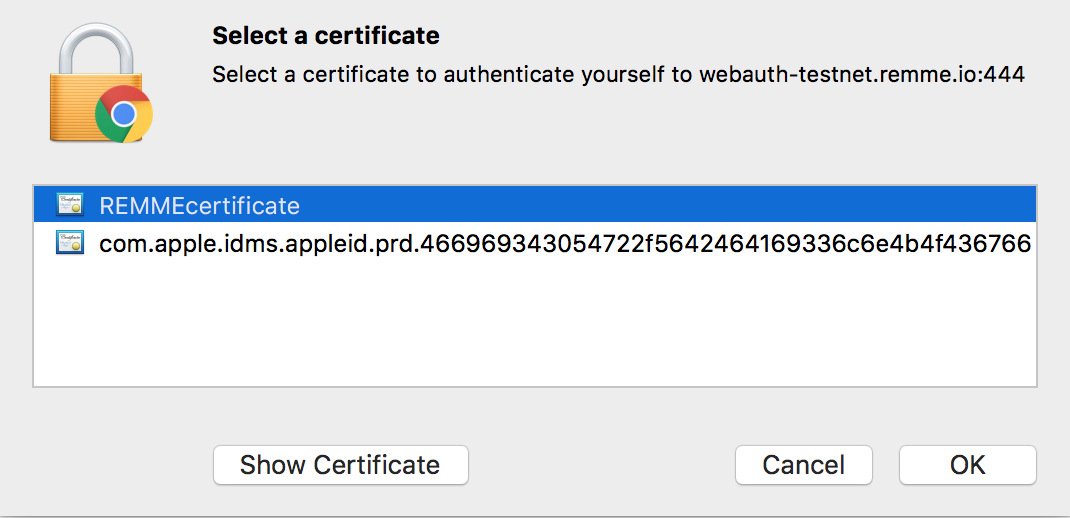 Select a certificate
Select a certificate to authenticate yourself to webauth-testnet.remme.io:444
REMMEcertificate
com.apple.idms.appleid.prd.466969343054722f5642464169336c6e4b4f436766
Show Certificate
Cancel
OK